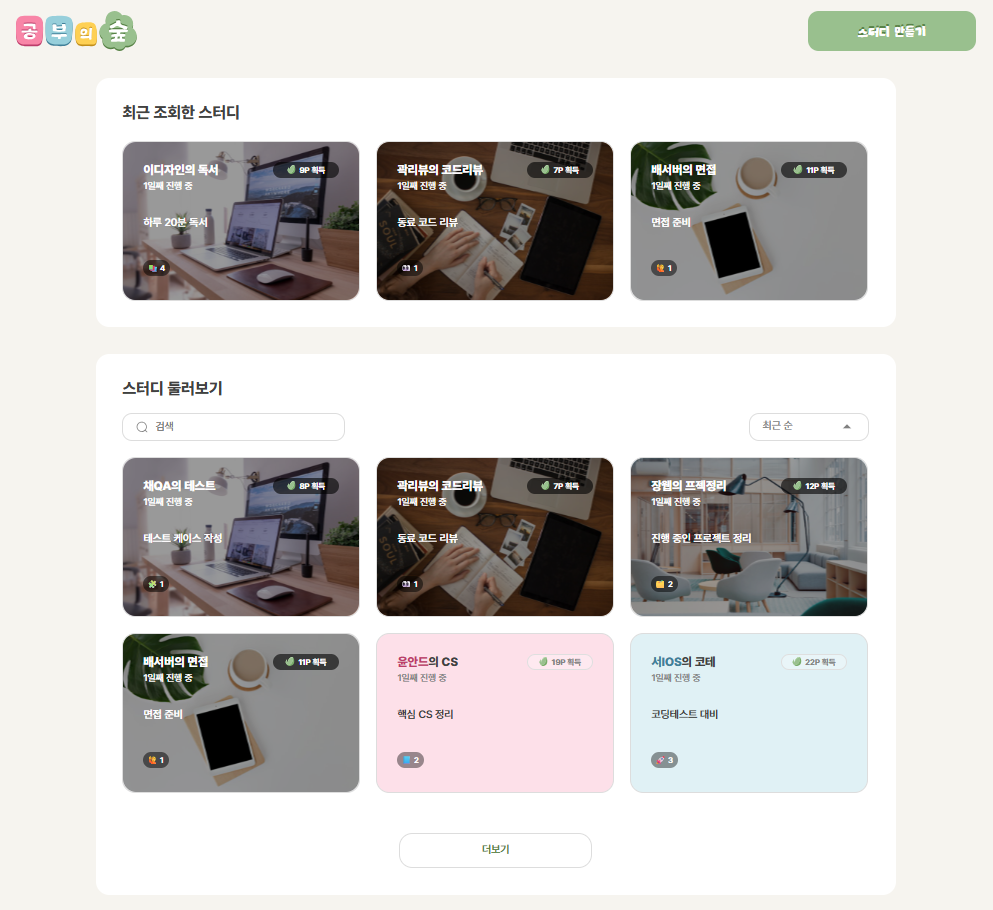 공부의숲
스터디 만들기
최근 조회한 스터디
이디자인의 독서
9P 획득
1일째 진행 중
하루 20분 독서
4
곽리뷰의 코드리뷰
7P 획득
1일째 진행 중
동료 코드 리뷰
1
배서버의 면접
11P 획득
1일째 진행 중
면접 준비
1
스터디 둘러보기
검색
최근 순
채QA의 테스트
8P 획득
1일째 진행 중
테스트 케이스 작성
1
곽리뷰의 코드리뷰
7P 획득
1일째 진행 중
동료 코드 리뷰
1
장웹의 프젝정리
12P 획득
1일째 진행 중
진행 중인 프로젝트 정리
2
배서버의 면접
11P 획득
1일째 진행 중
면접 준비
1
윤안드의 CS
19P 획득
1일째 진행 중
핵심 CS 정리
2
서IOS의 코테
22P 획득
1일째 진행 중
코딩테스트 대비
3
더보기